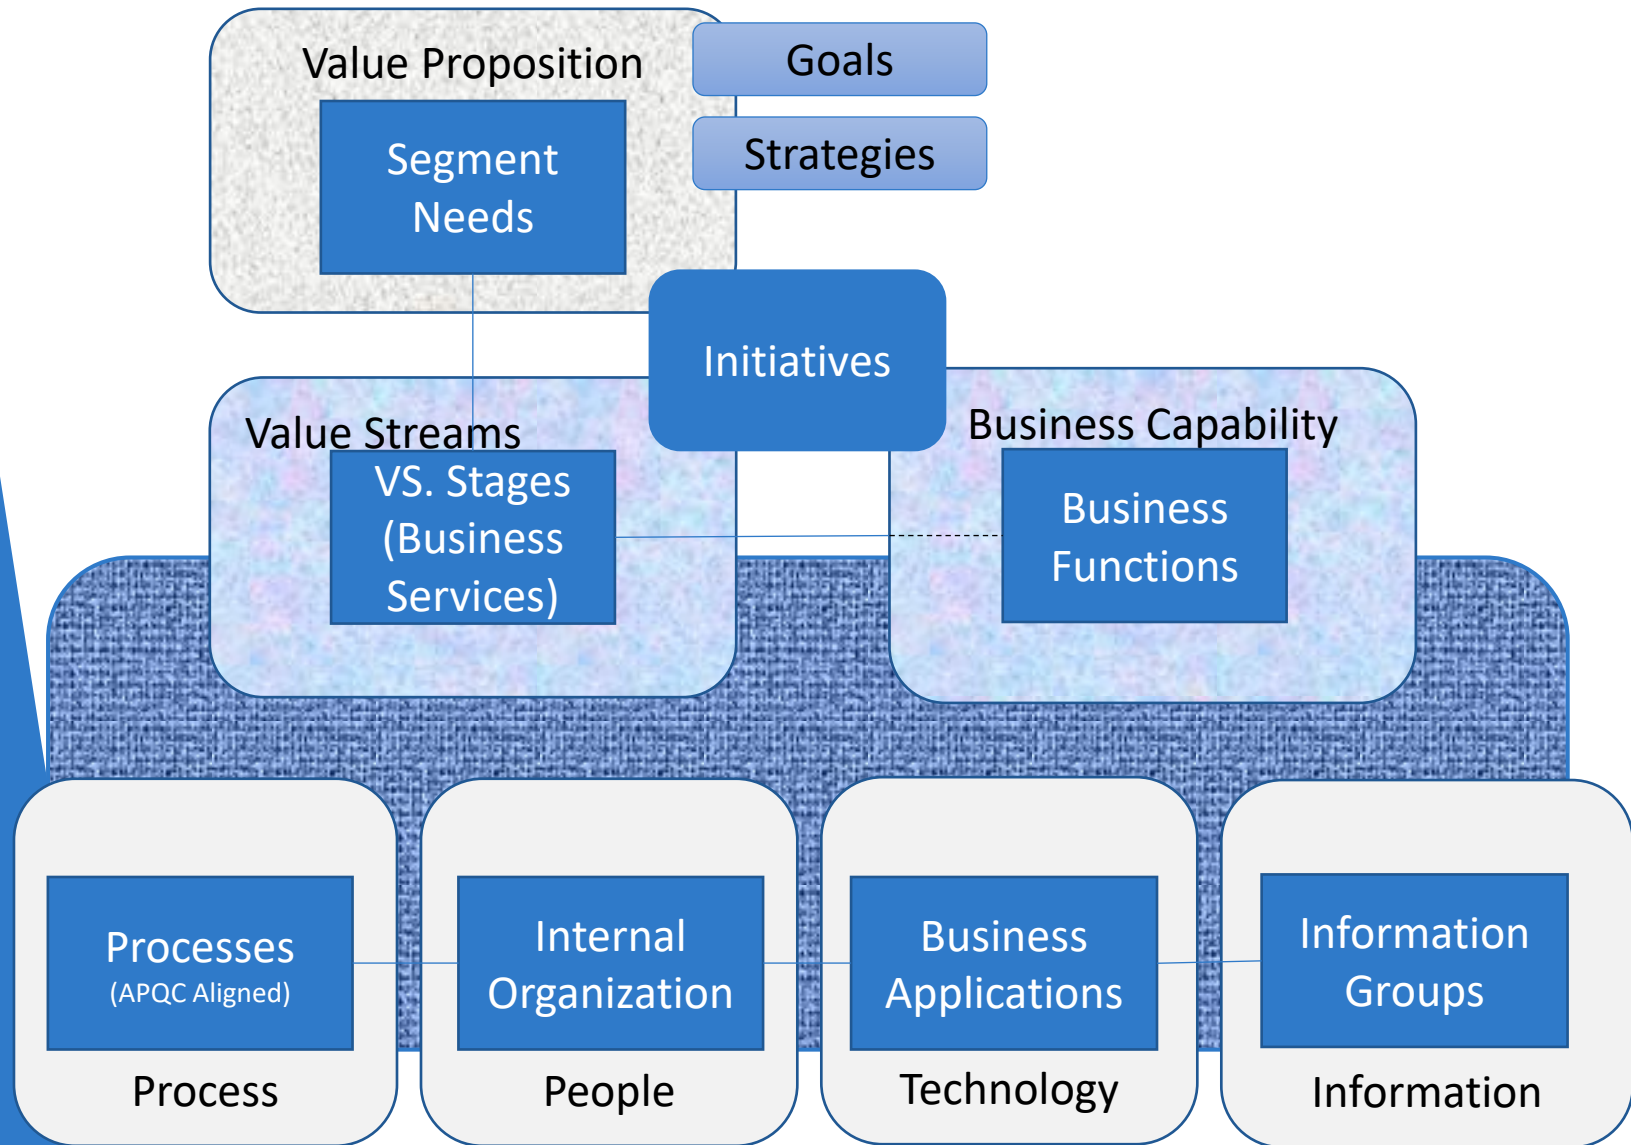 Value Proposition
Goals
Segment
Needs
Strategies
Initiatives
Value Streams
VS. Stages
(Business
Services)
Business Capability
Business
Functions
Processes
(APQC Aligned)
Process
Internal
Organization
People
Business
Applications
Technology
Information
Groups
Information